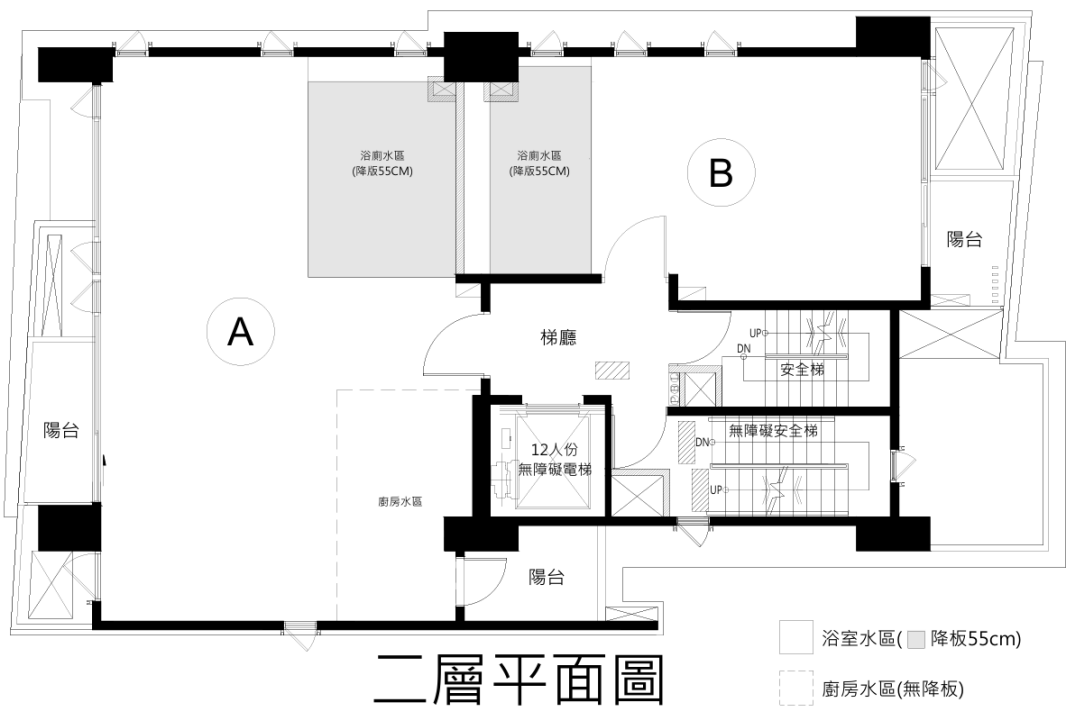 浴廁水區
(降版55CM)
浴廁水區
(降版55CM)
B
陽台
A
梯廳
UP
DN
安全梯
陽台
12人份
無障礙電梯
DN
無障礙安全梯
UP
廚房水區
陽台
浴室水區( 降板55cm)
二層平面圖
廚房水區(無降板)